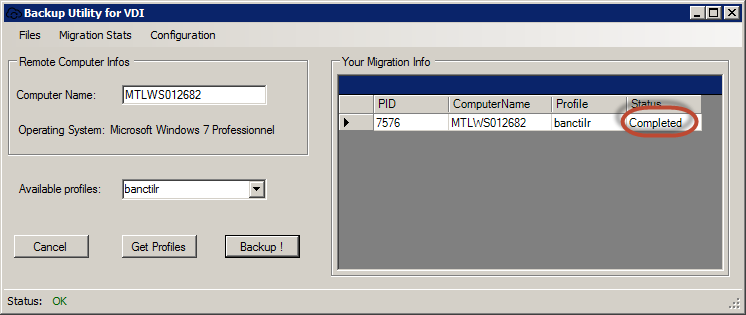 Backup Utility for VDI
Files Migration Stats Configuration
Remote Computer Infos
Computer Name: MTLWS012682
Operating System: Microsoft Windows 7 Professionnel
Available profiles: banctilr
Cancel Get Profiles Backup !
Your Migration Info
PID ComputerName Profile Status
7576 MTLWS012682 banctilr Completed
Status: OK